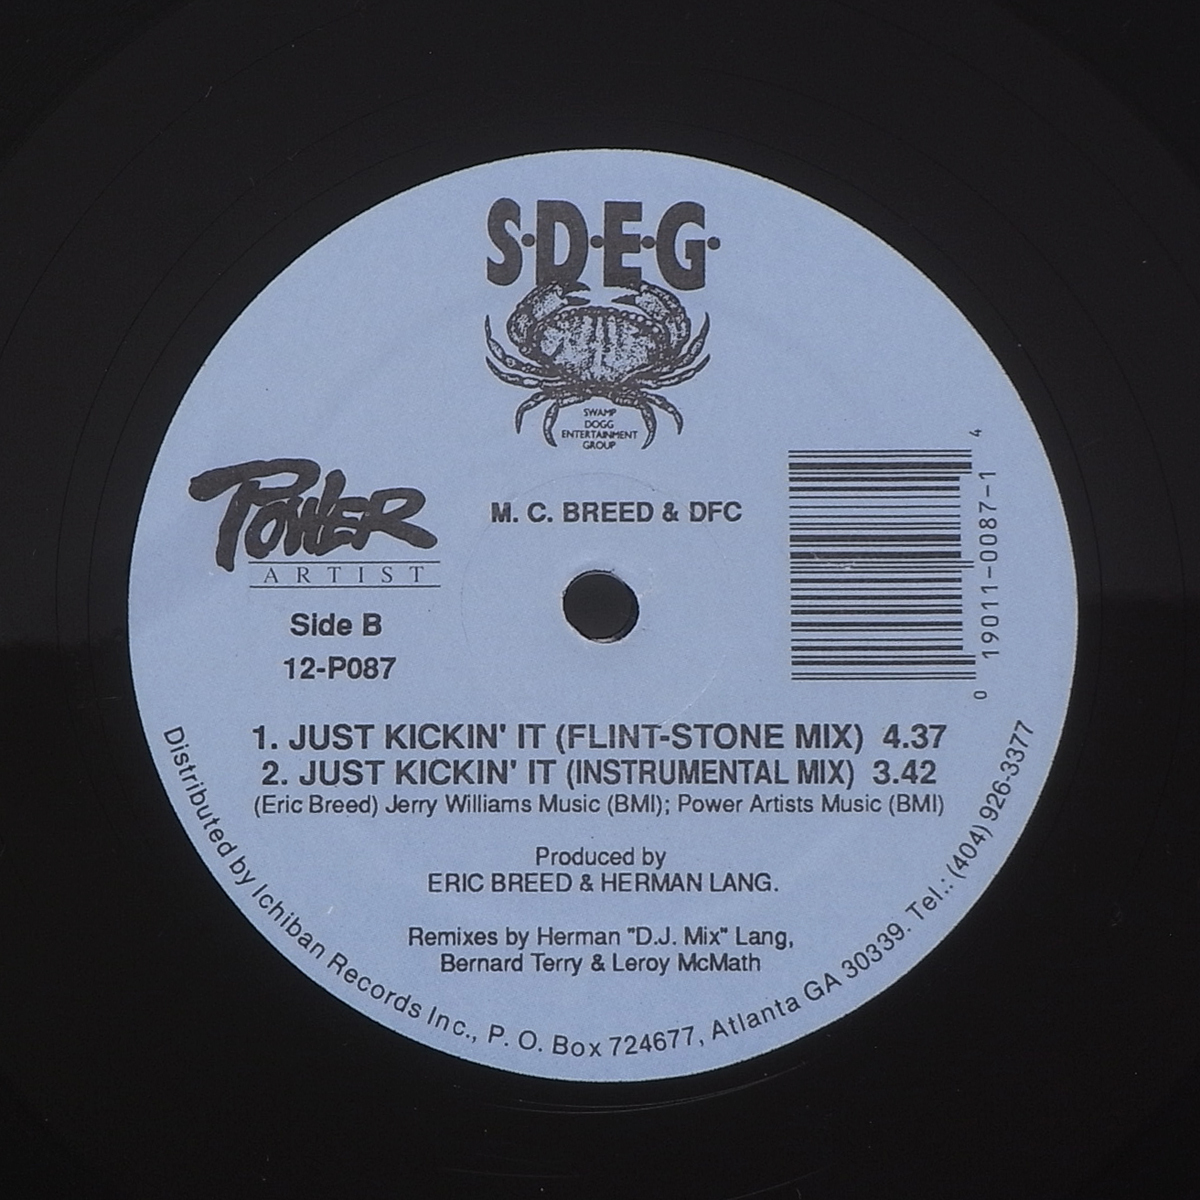 S·D·E·G·
SWAMP
DOGG
ENTERTAINMENT
GROUP
POWER
ARTIST
M. C. BREED & DFC
0 19011-0087-1 4
Side B
12-P087
1. JUST KICKIN' IT (FLINT-STONE MIX) 4.37
2. JUST KICKIN' IT (INSTRUMENTAL MIX) 3.42
(Eric Breed) Jerry Williams Music (BMI); Power Artists Music (BMI)
Produced by
ERIC BREED & HERMAN LANG.
Remixes by Herman "D.J. Mix" Lang,
Bernard Terry & Leroy McMath
Distributed by Ichiban Records Inc., P. O. Box 724677, Atlanta GA 30339. Tel.: (404) 926-3377